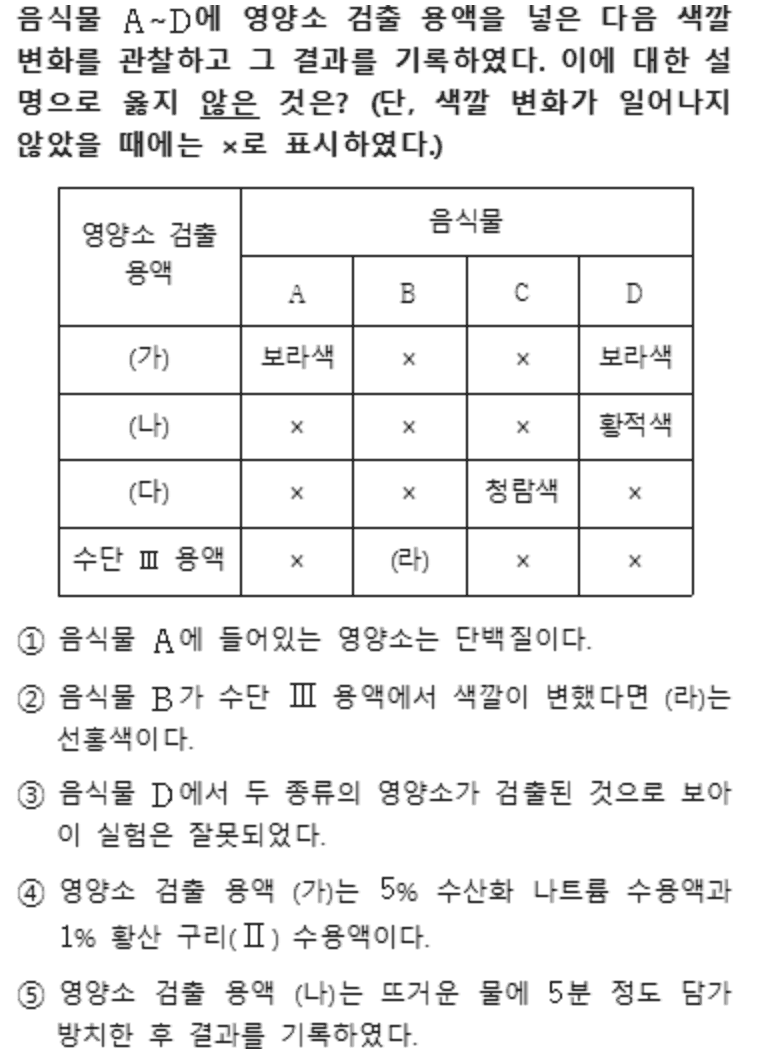 음식물 A~D에 영양소 검출 용액을 넣은 다음 색깔
변화를 관찰하고 그 결과를 기록하였다. 이에 대한 설
명으로 옳지 않은 것은? (단, 색깔 변화가 일어나지
않았을 때에는 ×로 표시하였다.)
영양소 검출 용액 음식물
A B C D
(가) 보라색 × × 보라색
(나) × × × 황적색
(다) × × 청람색 ×
수단 Ⅲ 용액 × (라) × ×
① 음식물 A에 들어있는 영양소는 단백질이다.
② 음식물 B가 수단 Ⅲ 용액에서 색깔이 변했다면 (라)는
선홍색이다.
③ 음식물 D에서 두 종류의 영양소가 검출된 것으로 보아
이 실험은 잘못되었다.
④ 영양소 검출 용액 (가)는 5% 수산화 나트륨 수용액과
1% 황산 구리(Ⅱ) 수용액이다.
⑤ 영양소 검출 용액 (나)는 뜨거운 물에 5분 정도 담가
방치한 후 결과를 기록하였다.